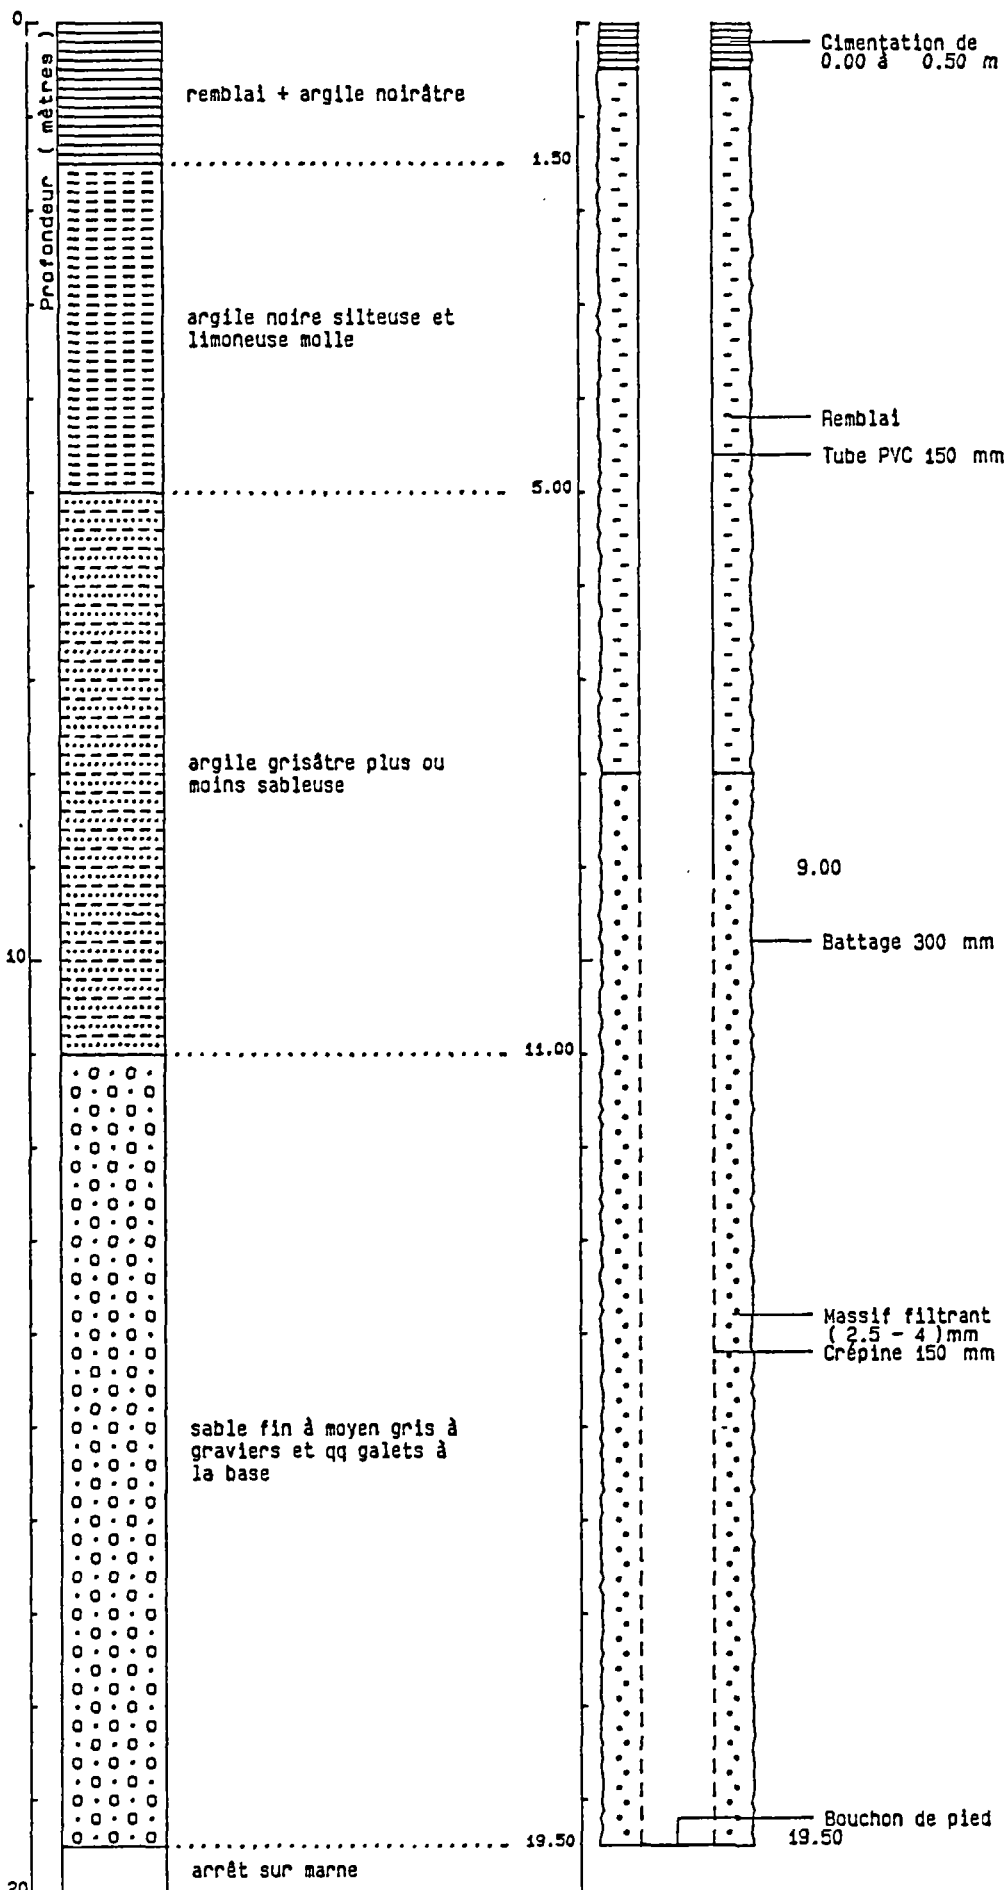 0
Profondeur ( mètres )
Cimentation de
0.00 à 0.50 m
remblai + argile noirâtre
1.50
argile noire silteuse et
limoneuse molle
Remblai
Tube PVC 150 mm
5.00
argile grisâtre plus ou
moins sableuse
9.00
Battage 300 mm
10
11.00
Massif filtrant
( 2.5 - 4 )mm
Crépine 150 mm
sable fin à moyen gris à
graviers et qq galets à
la base
Bouchon de pied
19.50
19.50
arrêt sur marne
20